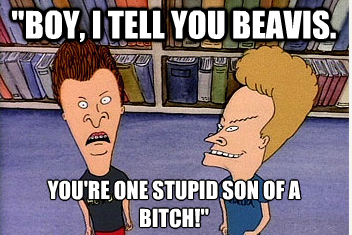 "BOY, I TELL YOU BEAVIS.
YOU'RE ONE STUPID SON OF A
BITCH!"